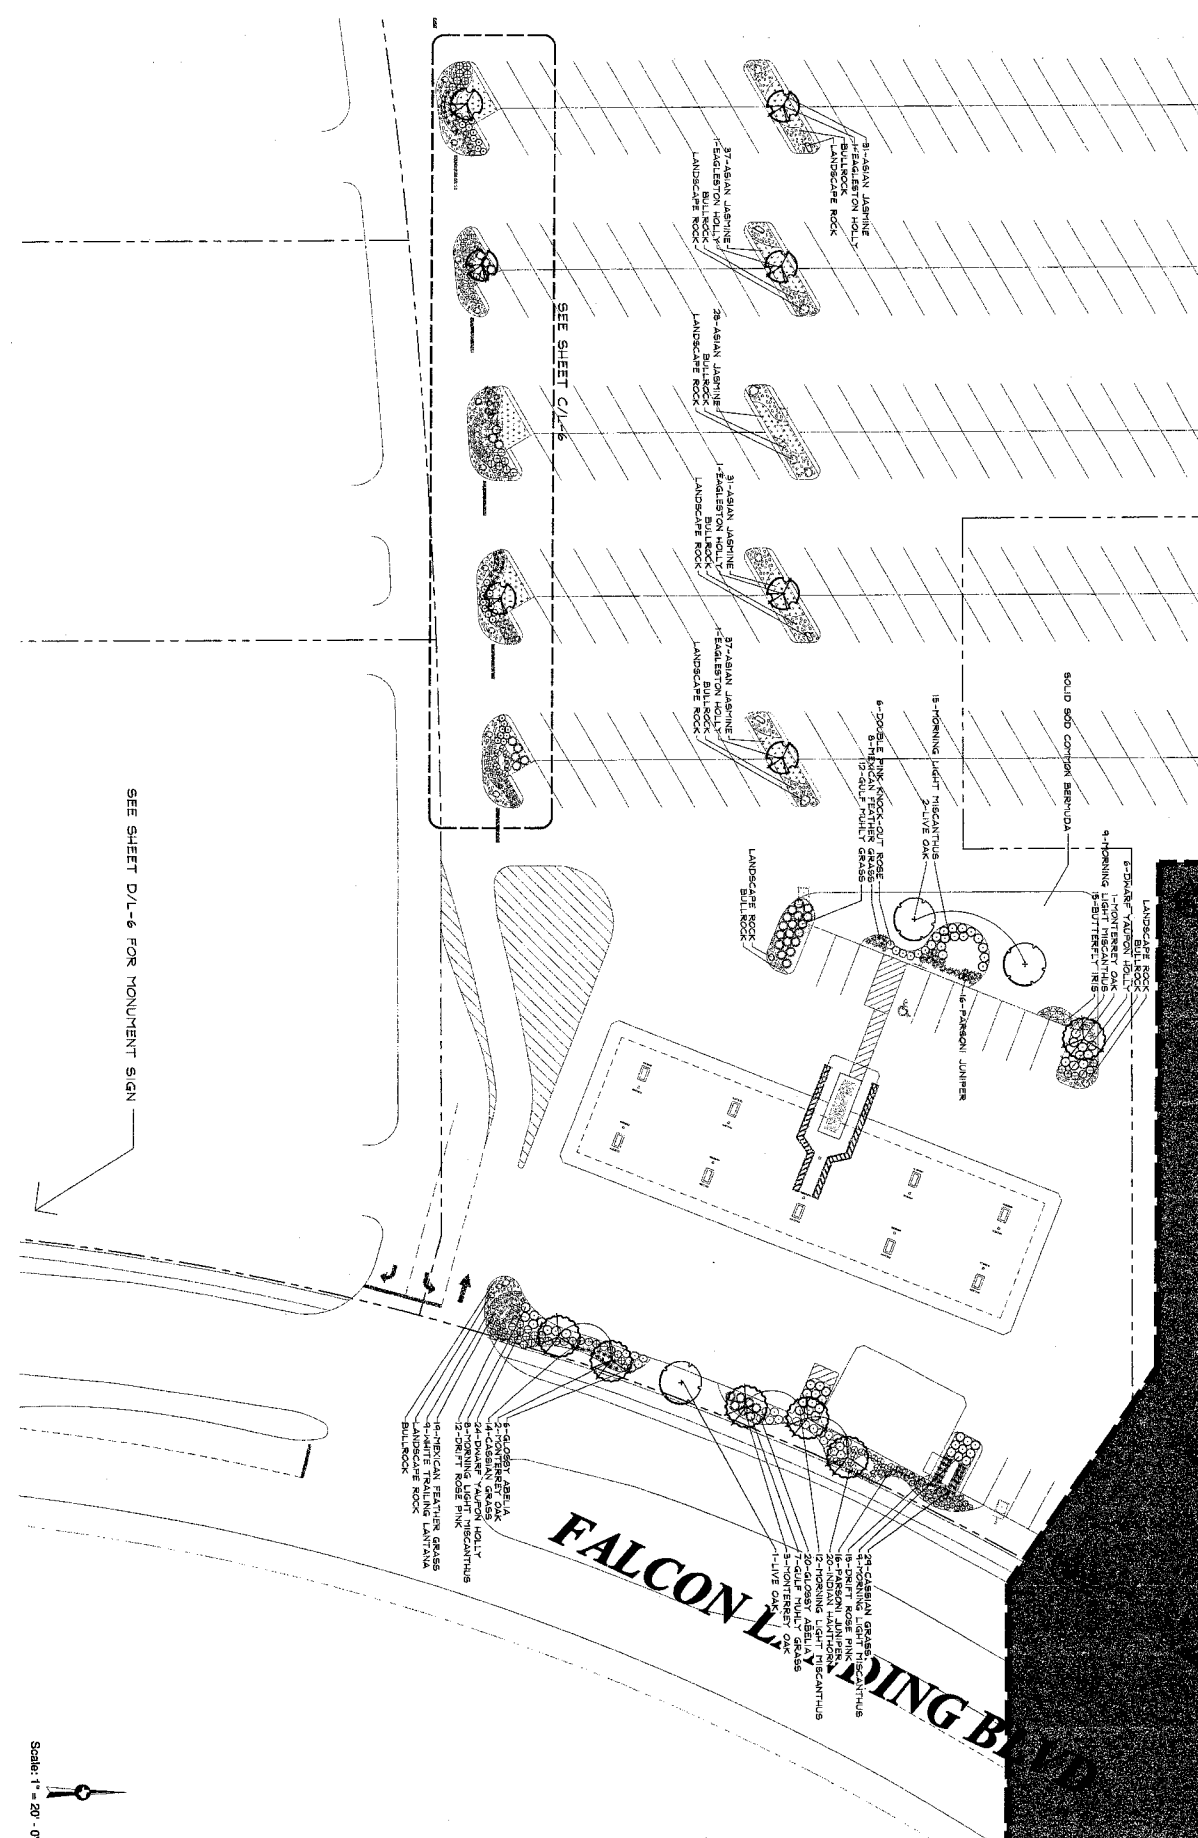 31-ASIAN JASMINE
1-EAGLESTON HOLLY
BULLROCK
LANDSCAPE ROCK
37-ASIAN JASMINE
1-EAGLESTON HOLLY
BULLROCK
LANDSCAPE ROCK
SEE SHEET C/L-6
28-ASIAN JASMINE
BULLROCK
LANDSCAPE ROCK
31-ASIAN JASMINE
1-EAGLESTON HOLLY
BULLROCK
LANDSCAPE ROCK
37-ASIAN JASMINE
1-EAGLESTON HOLLY
BULLROCK
LANDSCAPE ROCK
SOLID SOD COMMON BERMUDA
15-MORNING LIGHT MISCANTHUS
2-LIVE OAK
6-DOUBLE PINK KNOCK-OUT ROSE
8-MEXICAN FEATHER GRASS
12-GULF MUHLY GRASS
LANDSCAPE ROCK
BULLROCK
LANDSCAPE ROCK
BULLROCK
6-DWARF YAUPON HOLLY
1-MONTERREY OAK
9-MORNING LIGHT MISCANTHUS
15-BUTTERFLY IRIS
16-PARSONI JUNIPER
SEE SHEET D/L-6 FOR MONUMENT SIGN
6-GLOSSY ABELIA
2-MONTERREY OAK
14-CASSIAN GRASS
24-DWARF YAUPON HOLLY
8-MORNING LIGHT MISCANTHUS
12-DRIFT ROSE PINK
19-MEXICAN FEATHER GRASS
9-WHITE TRAILING LANTANA
LANDSCAPE ROCK
BULLROCK
29-CASSIAN GRASS
9-MORNING LIGHT MISCANTHUS
15-DRIFT ROSE PINK
16-PARSONI JUNIPER
20-INDIAN HAWTHORN
12-MORNING LIGHT MISCANTHUS
20-GLOSSY ABELIA
7-GULF MUHLY GRASS
3-MONTERREY OAK
1-LIVE OAK
FALCON LANDING BLVD
Scale: 1" = 20' - 0"